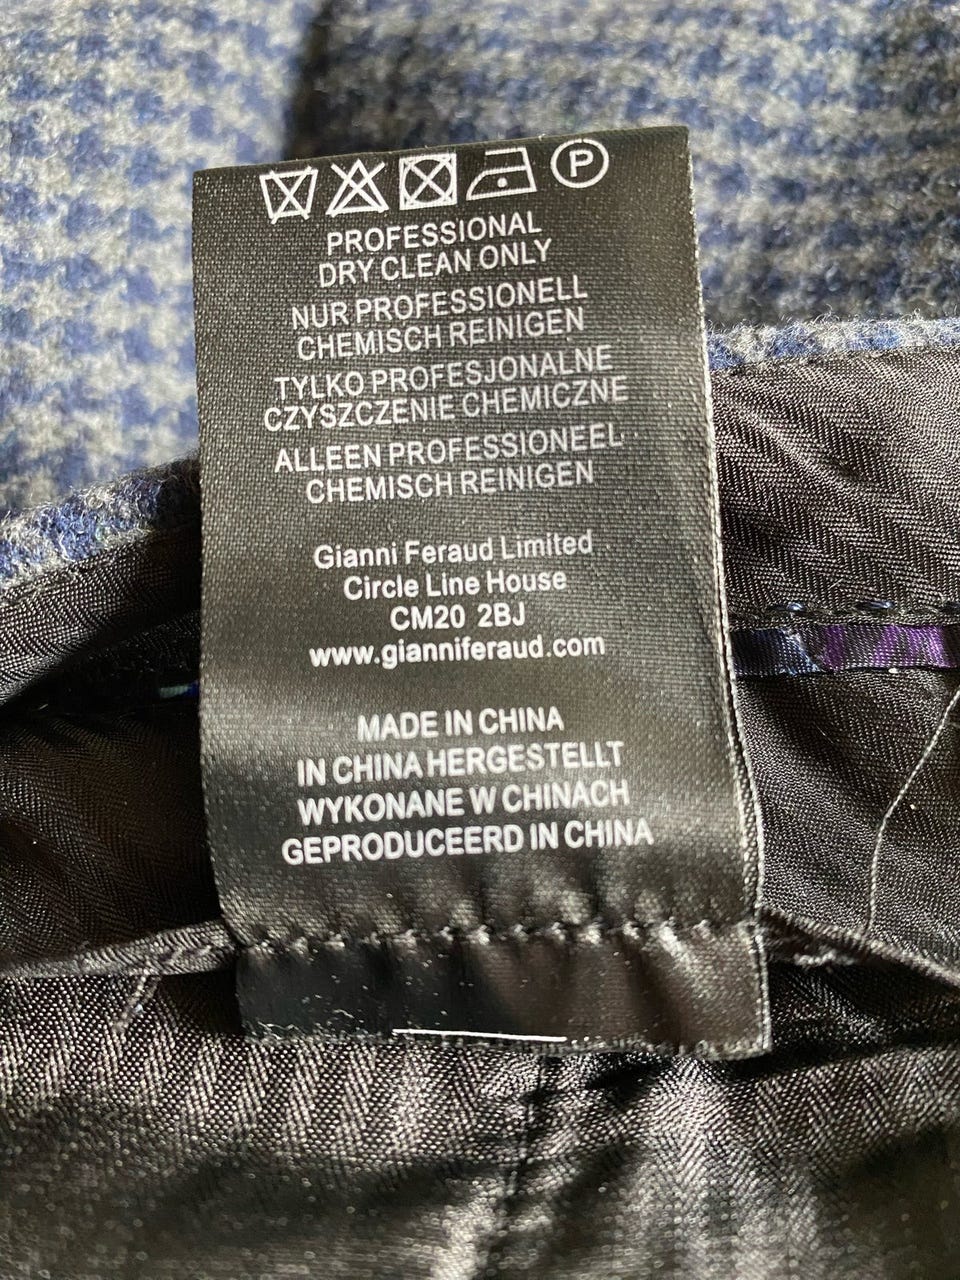 P
PROFESSIONAL
DRY CLEAN ONLY
NUR PROFESSIONELL
CHEMISCH REINIGEN
TYLKO PROFESJONALNE
CZYSZCZENIE CHEMICZNE
ALLEEN PROFESSIONEEL
CHEMISCH REINIGEN
Gianni Feraud Limited
Circle Line House
CM20 2BJ
www.gianniferaud.com
MADE IN CHINA
IN CHINA HERGESTELLT
WYKONANE W CHINACH
GEPRODUCEERD IN CHINA